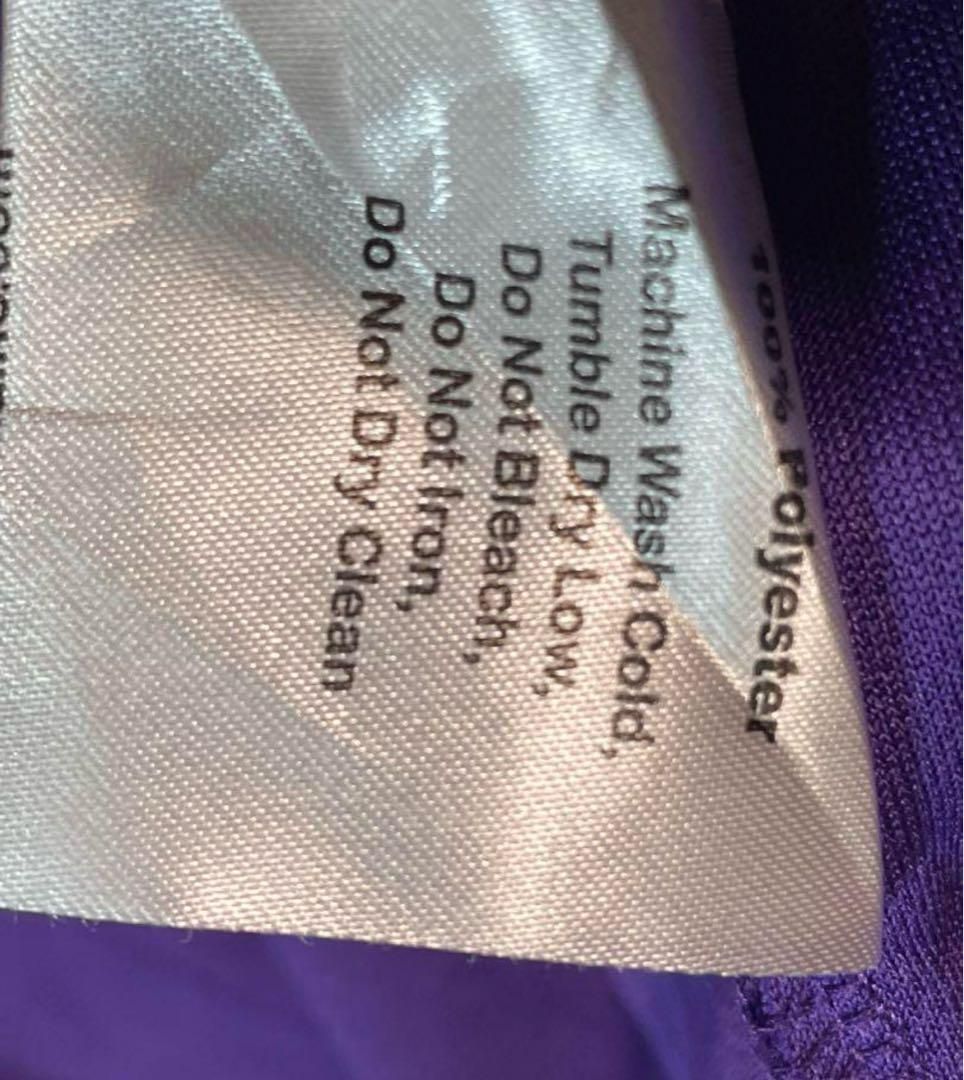 100% Polyester
Machine Wash Cold,
Tumble Dry Low,
Do Not Bleach,
Do Not Iron,
Do Not Dry Clean